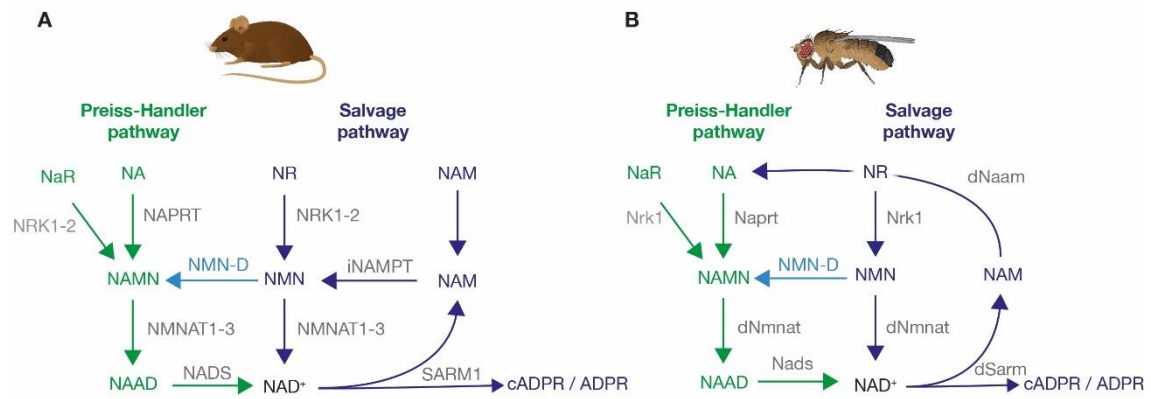 A
B
Preiss-Handler
pathway
Salvage
pathway
NaR
NA
NR
NAM
NRK1-2
NAPRT
NRK1-2
NAMN
NMN-D
NMN
iNAMPT
NAM
NMNAT1-3
NMNAT1-3
NAAD
NADS
NAD⁺
SARM1
cADPR / ADPR
Preiss-Handler
pathway
Salvage
pathway
NaR
NA
NR
dNaam
Nrk1
Naprt
Nrk1
NAMN
NMN-D
NMN
NAM
dNmnat
dNmnat
NAAD
Nads
NAD⁺
dSarm
cADPR / ADPR